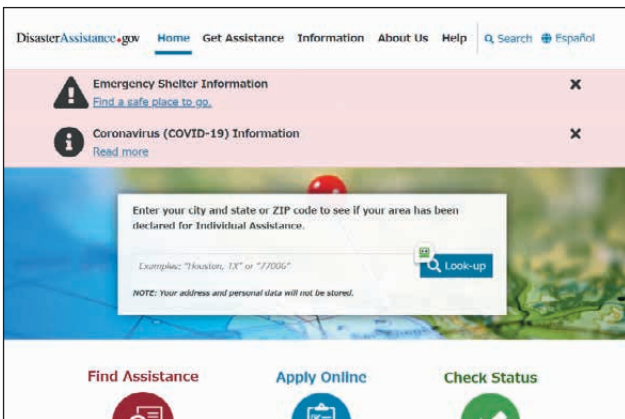 DisasterAssistance.gov Home Get Assistance Information About Us Help Search Español
Emergency Shelter Information
Find a safe place to go.
Coronavirus (COVID-19) Information
Read more
Enter your city and state or ZIP code to see if your area has been
declared for Individual Assistance.
Examples: "Houston, TX" or "77006"
Look-up
NOTE: Your address and personal data will not be stored.
Find Assistance Apply Online Check Status